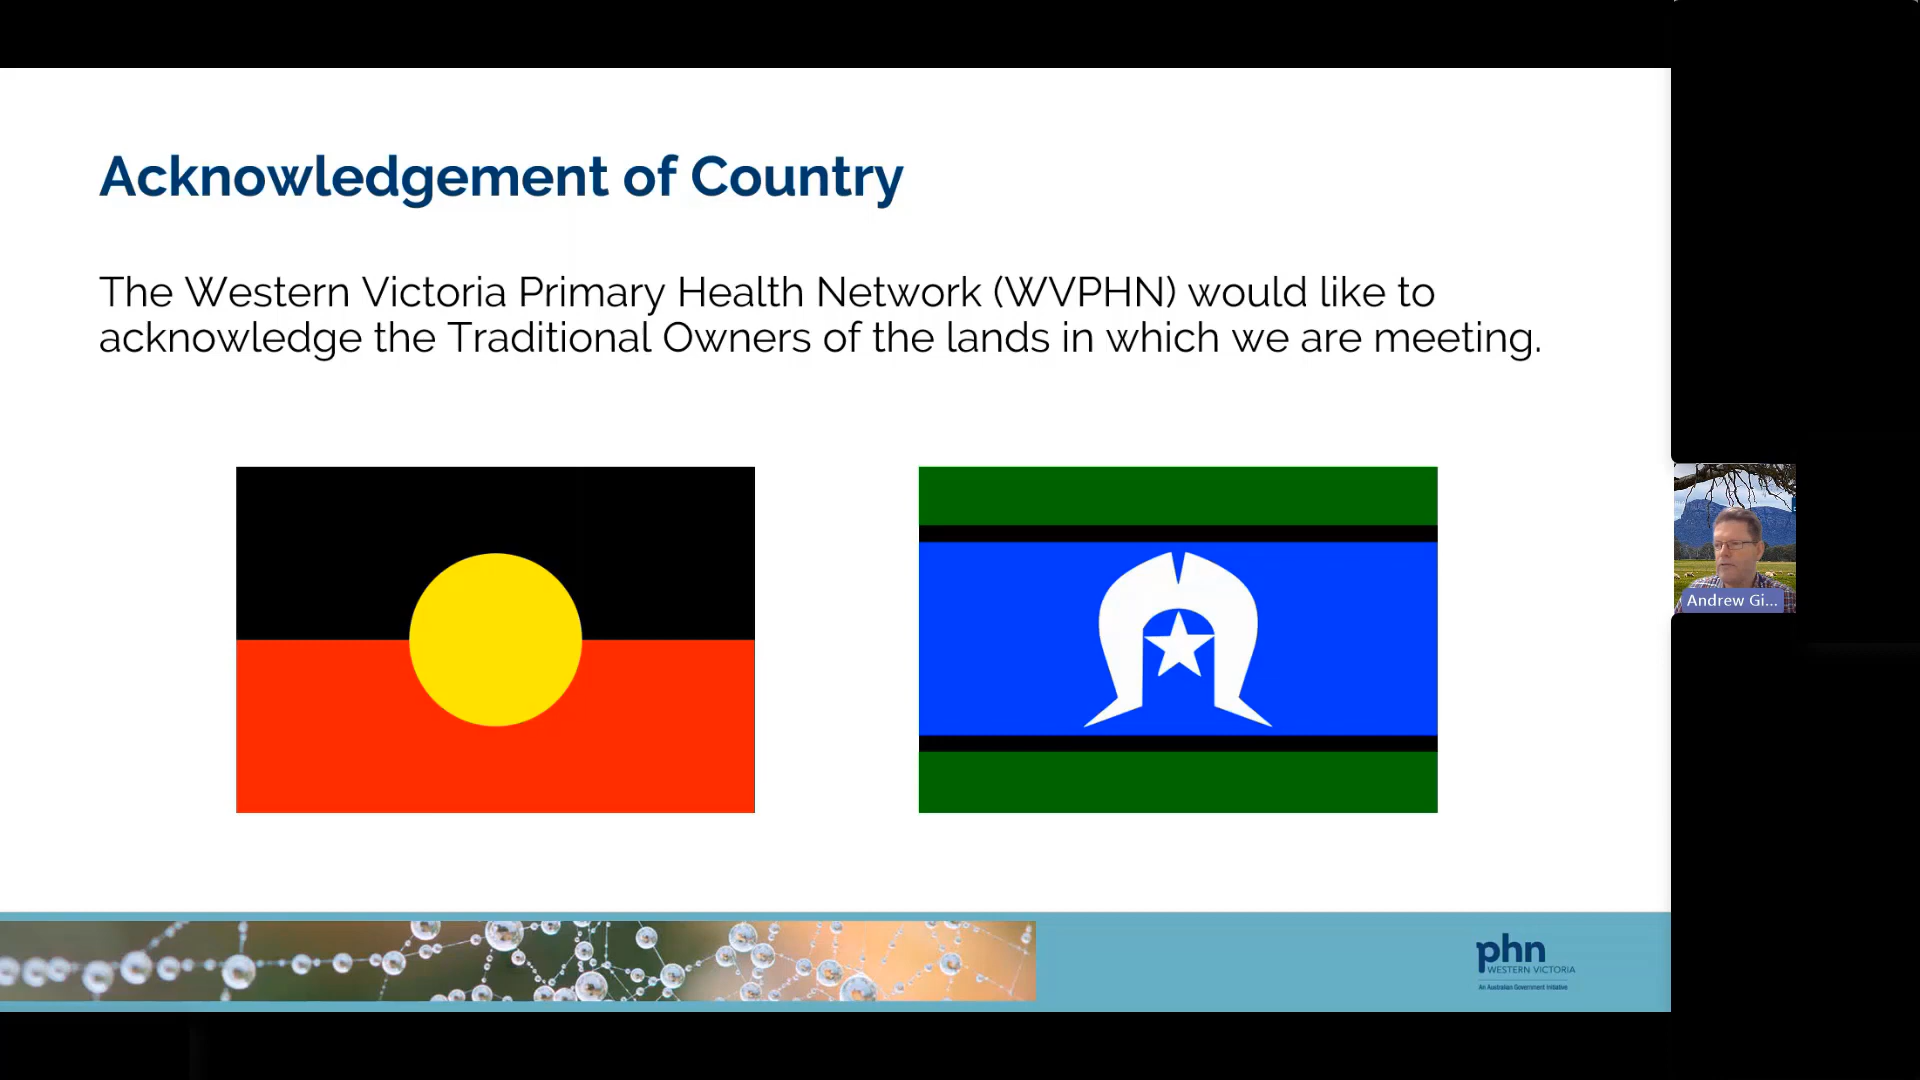 Acknowledgement of Country
The Western Victoria Primary Health Network (WVPHN) would like to
acknowledge the Traditional Owners of the lands in which we are meeting.
Andrew Gi...
phn
WESTERN VICTORIA
An Australian Government Initiative